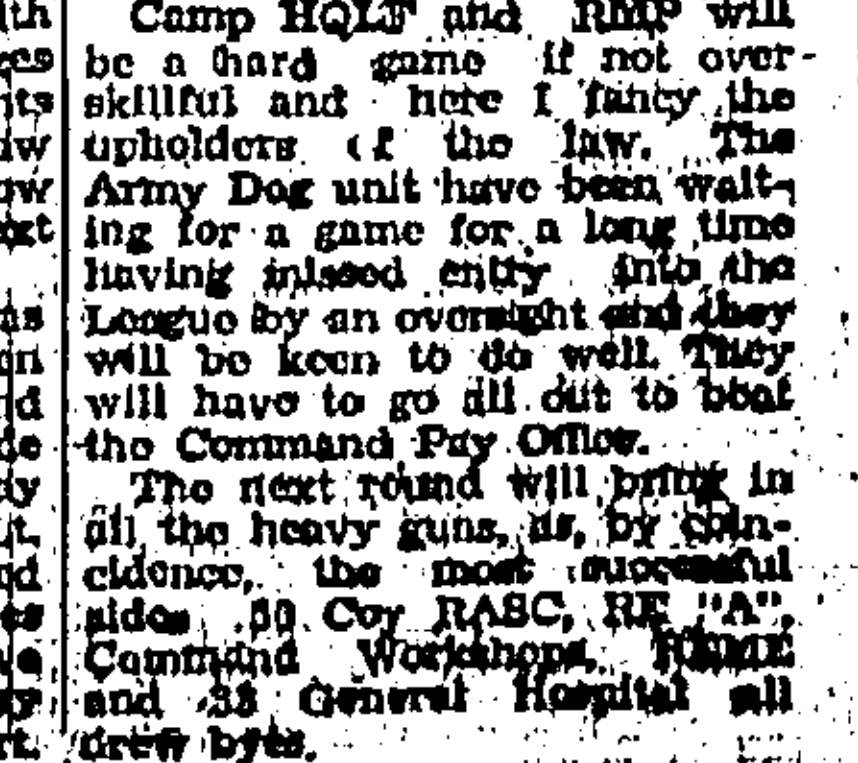 Camp HQLF and RMP will
be a hard game if not over-
skillful and here I fancy the
upholders of the law. The
Army Dog unit have been wait-
ing for a game for a long time
having missed entry into the
League by an oversight and they
will be keen to do well. They
will have to go all out to beat
the Command Pay Office.
The next round will bring in
all the heavy guns, as, by coin-
cidence, the most successful
sides Coy RASC, RE "A",
Command Workshops, REME
and 33 General Hospital all
drew byes.